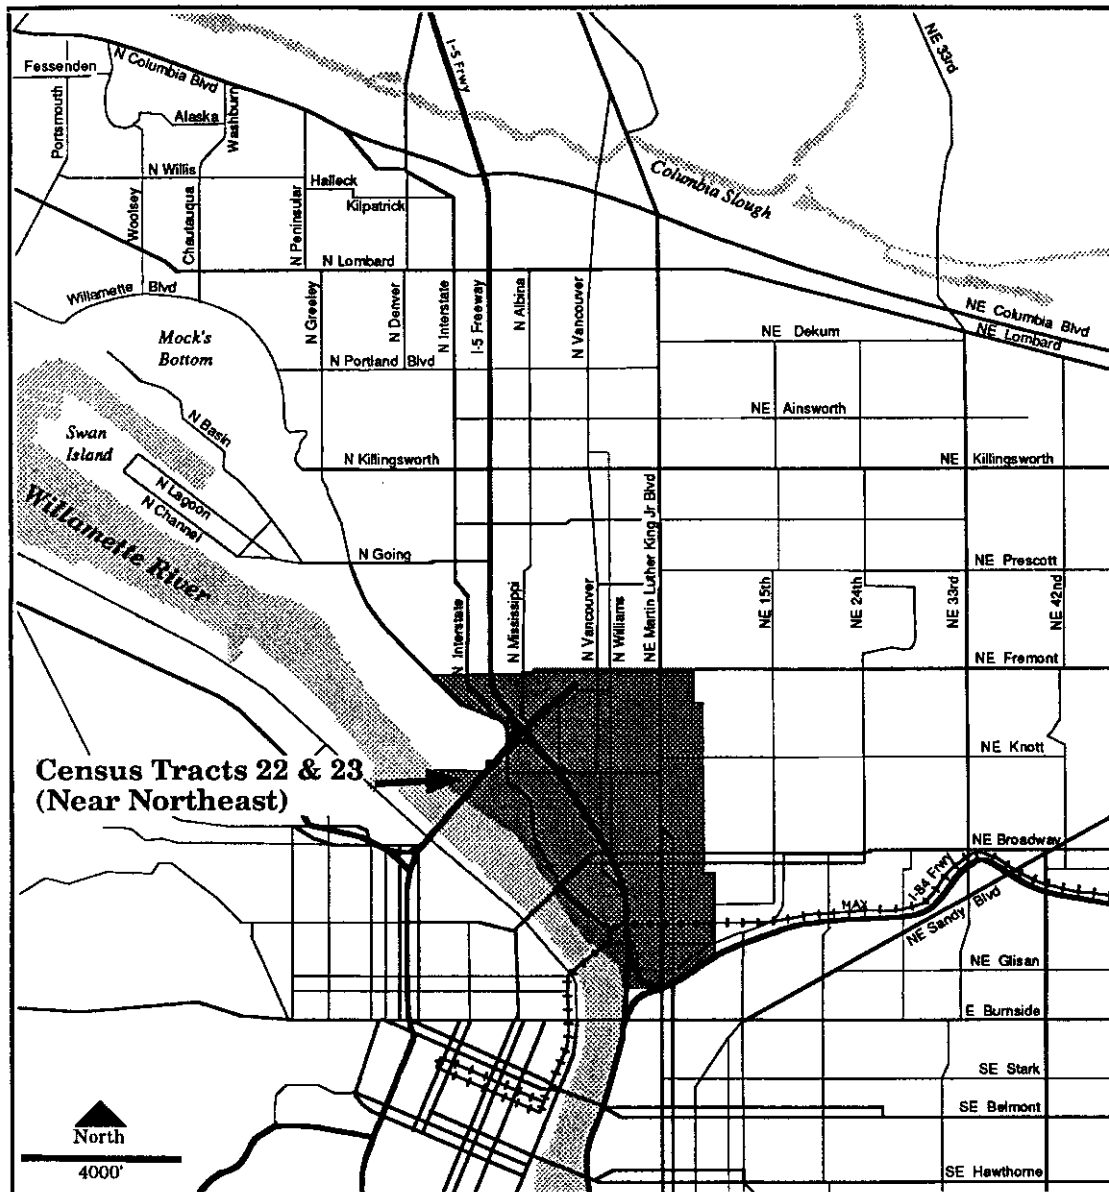 I-5 Frwy
NE 33rd
Fessenden
N Columbia Blvd
Portsmouth
Alaska
Washburn
N Willis
Halleck
Kilpatrick
Columbia Slough
Woolsey
Chautauqua
N Peninsular
N Lombard
Willamette Blvd
N Greeley
N Denver
N Interstate
I-5 Freeway
N Albina
N Vancouver
NE Columbia Blvd
NE Lombard
NE Dekum
Mock's
Bottom
N Portland Blvd
NE Ainsworth
N Basin
Swan
Island
N Killingsworth
NE Killingsworth
N Lagoon
N Channel
Willamette River
NE Martin Luther King Jr Blvd
N Going
NE Prescott
N Interstate
N Mississippi
N Vancouver
N Williams
NE 15th
NE 24th
NE 33rd
NE 42nd
NE Fremont
NE Knott
Census Tracts 22 & 23
(Near Northeast)
NE Broadway
I-84 Frwy
MAX
NE Sandy Blvd
NE Glisan
E Burnside
SE Stark
SE Belmont
North
4000'
SE Hawthorne